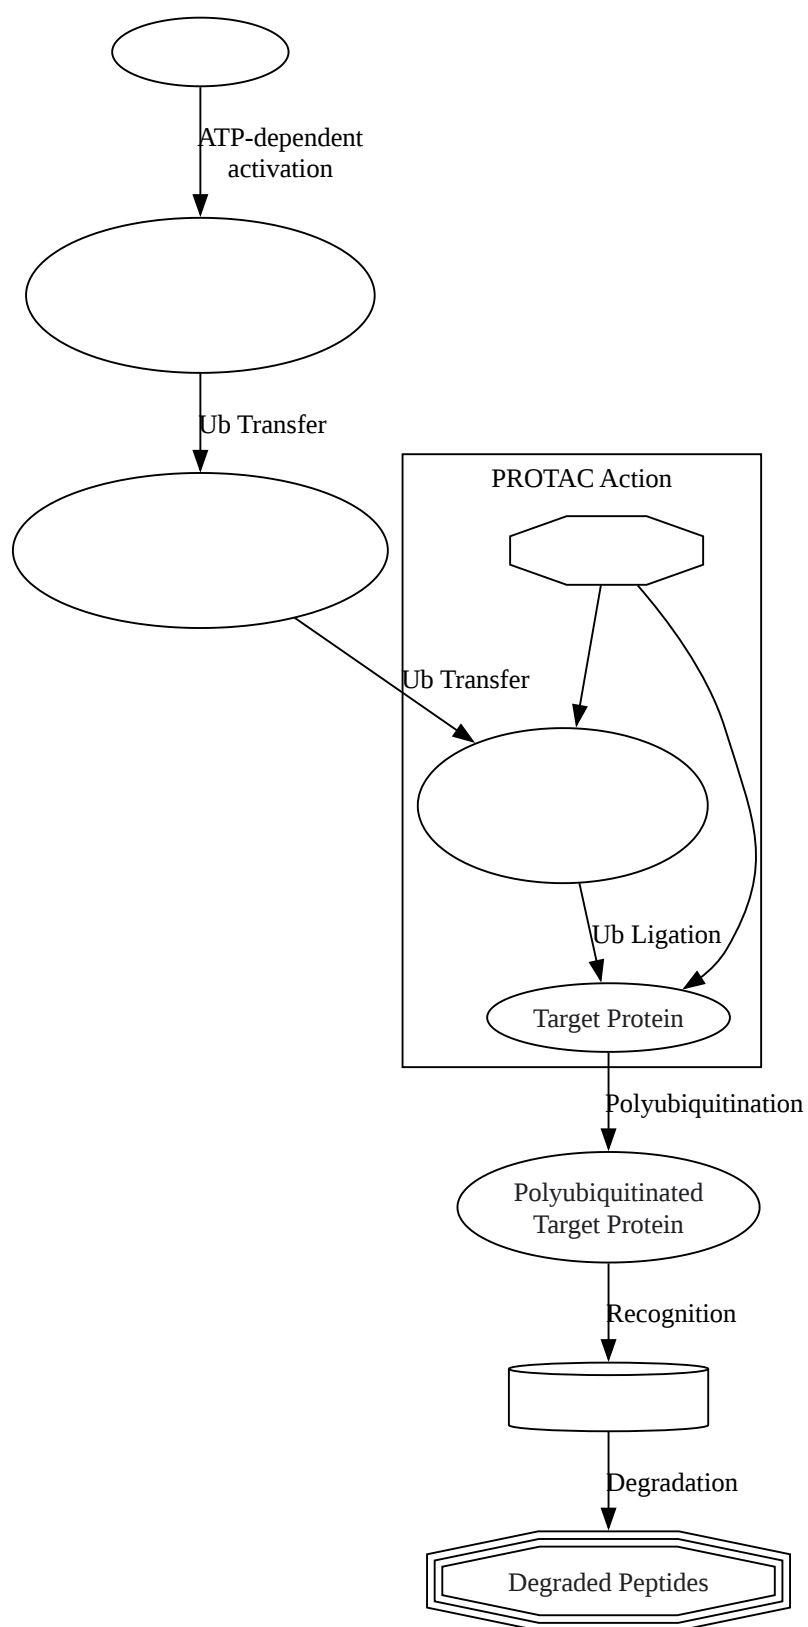 ATP-dependent
activation
Ub Transfer
PROTAC Action
Ub Transfer
Ub Ligation
Target Protein
Polyubiquitination
Polyubiquitinated
Target Protein
Recognition
Degradation
Degraded Peptides